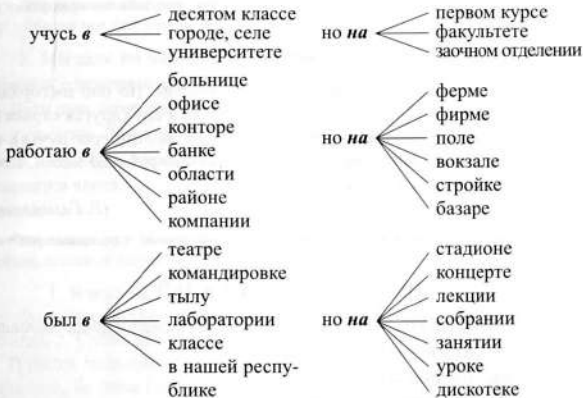 учусь в
десятом классе
городе, селе
университете
но на
первом курсе
факультете
заочном отделении
работаю в
больнице
офисе
конторе
банке
области
районе
компании
но на
ферме
фирме
поле
вокзале
стройке
базаре
был в
театре
командировке
тылу
лаборатории
классе
в нашей респу-
блике
но на
стадионе
концерте
лекции
собрании
занятии
уроке
дискотеке